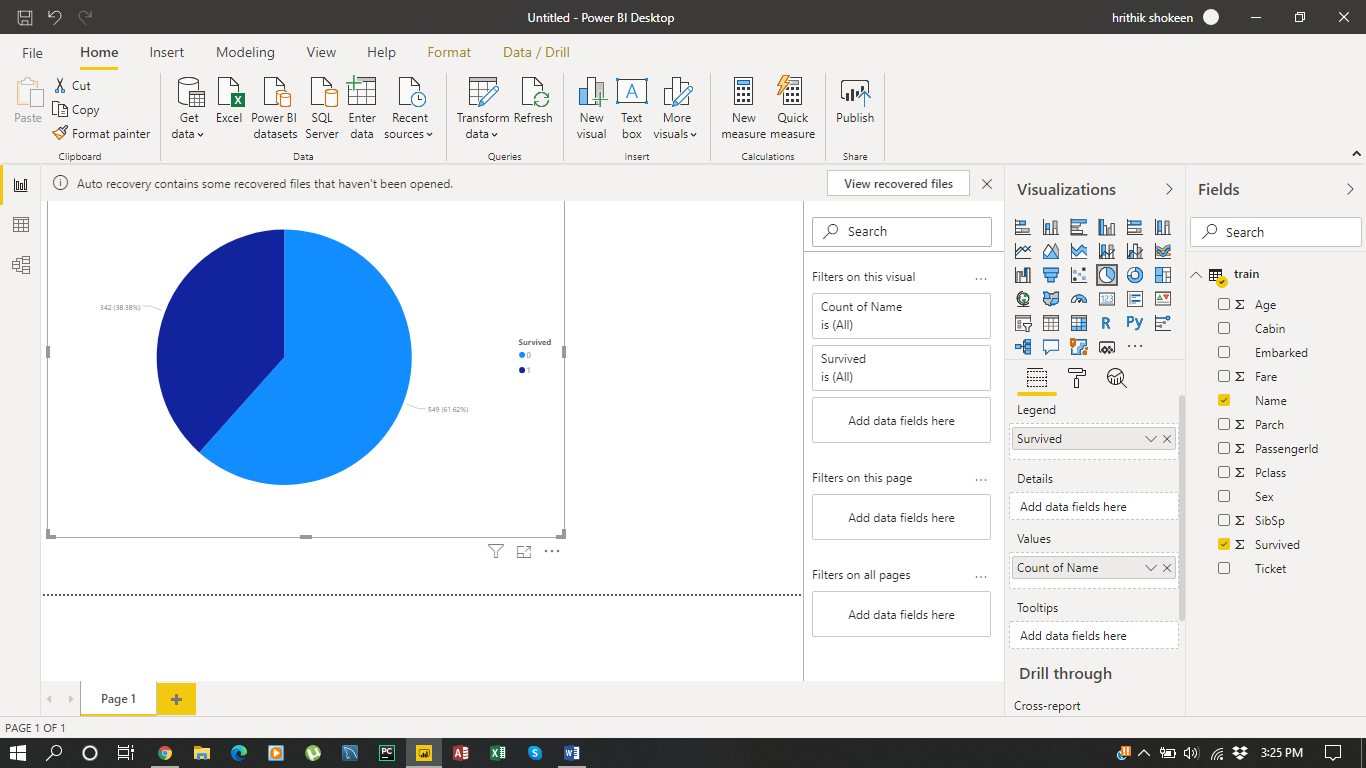 Untitled - Power BI Desktop
hrithik shokeen
File
Home
Insert
Modeling
View
Help
Format
Data / Drill
Paste
Cut
Copy
Format painter
Clipboard
Get
data
Excel
Power BI
datasets
SQL
Server
Enter
data
Recent
sources
Data
Transform
data
Refresh
Queries
New
visual
Text
box
More
visuals
Insert
New
measure
Quick
measure
Calculations
Publish
Share
Auto recovery contains some recovered files that haven't been opened.
View recovered files
342 (38.38%)
549 (61.62%)
Survived
0
1
Search
Filters on this visual
Count of Name
is (All)
Survived
is (All)
Add data fields here
Filters on this page
Add data fields here
Filters on all pages
Add data fields here
Visualizations
123
R
Py
Legend
Survived
Details
Add data fields here
Values
Count of Name
Tooltips
Add data fields here
Drill through
Cross-report
Fields
Search
train
Age
Cabin
Embarked
Fare
Name
Parch
PassengerId
Pclass
Sex
SibSp
Survived
Ticket
Page 1
PAGE 1 OF 1
3:25 PM